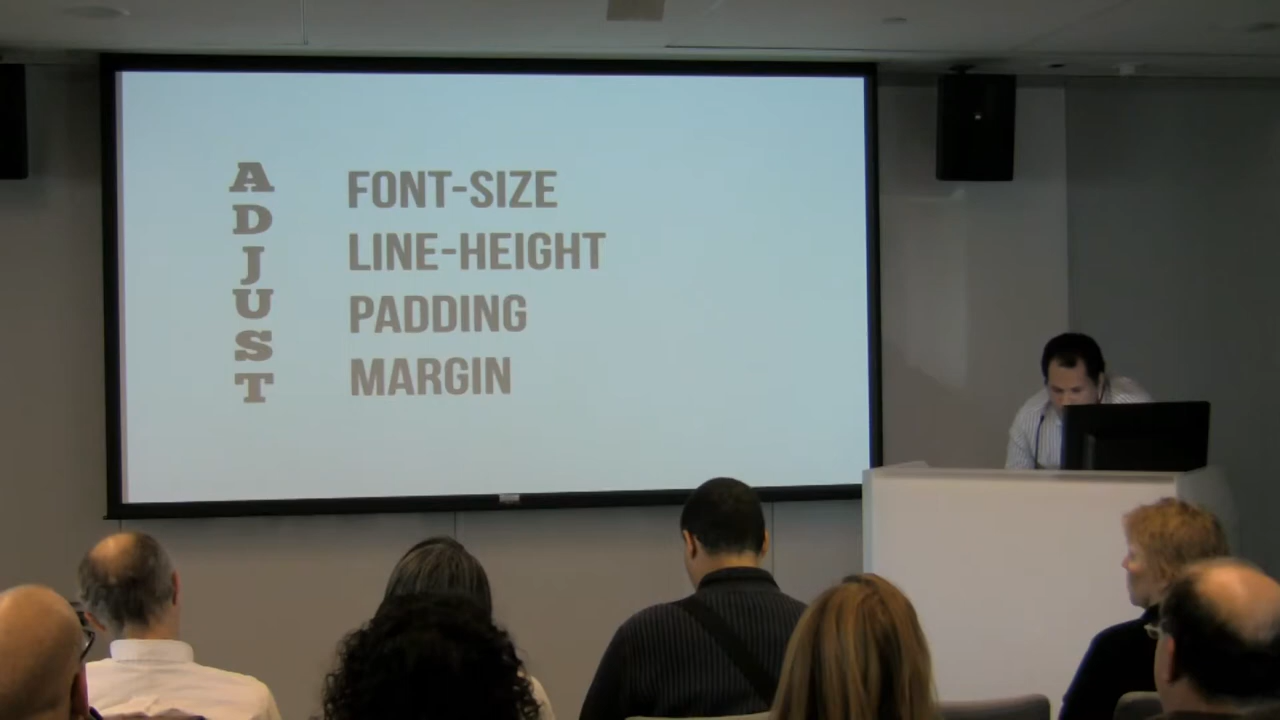 ADJUST
FONT-SIZE
LINE-HEIGHT
PADDING
MARGIN